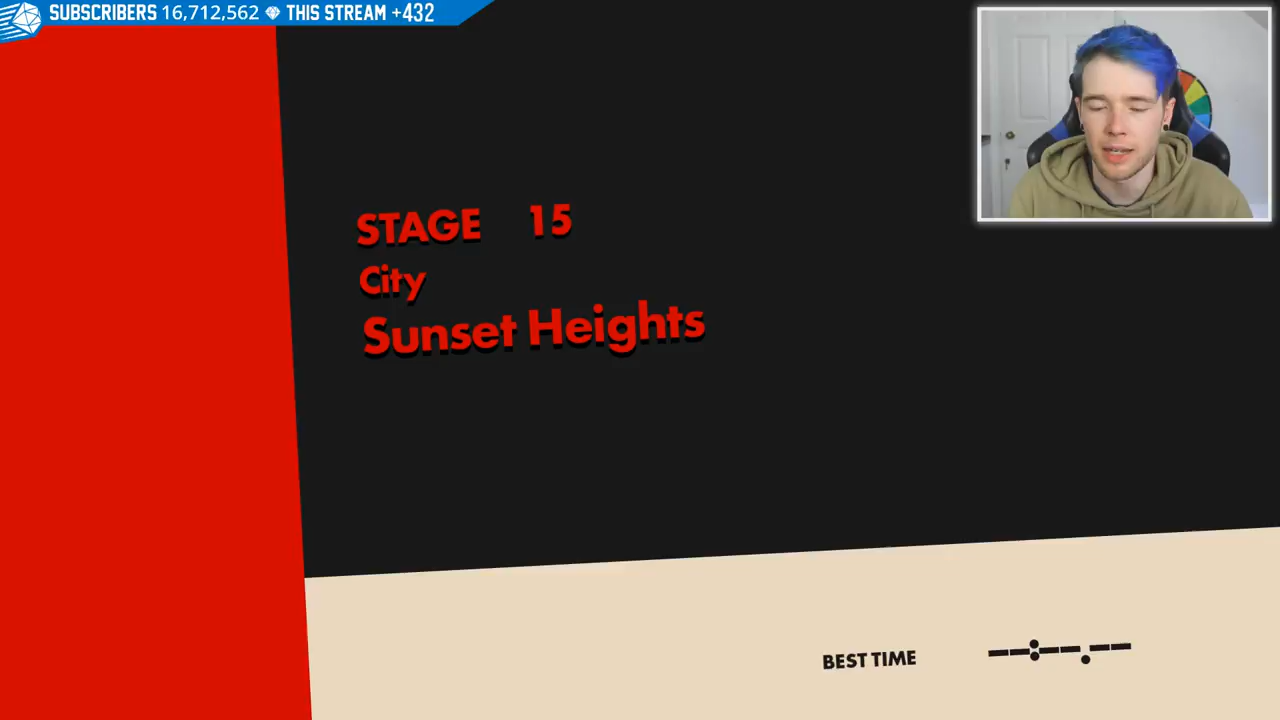 SUBSCRIBERS 16,712,562 THIS STREAM +432
STAGE 15
City
Sunset Heights
BEST TIME --:--.--